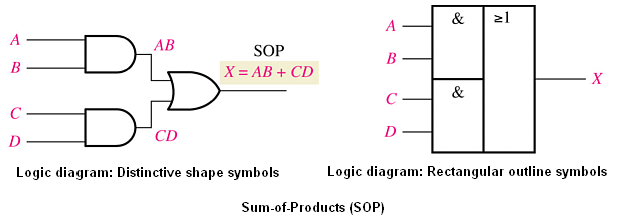 A
B
AB
C
D
CD
SOP
X = AB + CD
Logic diagram: Distinctive shape symbols
A
B
C
D
&
&
≥1
X
Logic diagram: Rectangular outline symbols
Sum-of-Products (SOP)